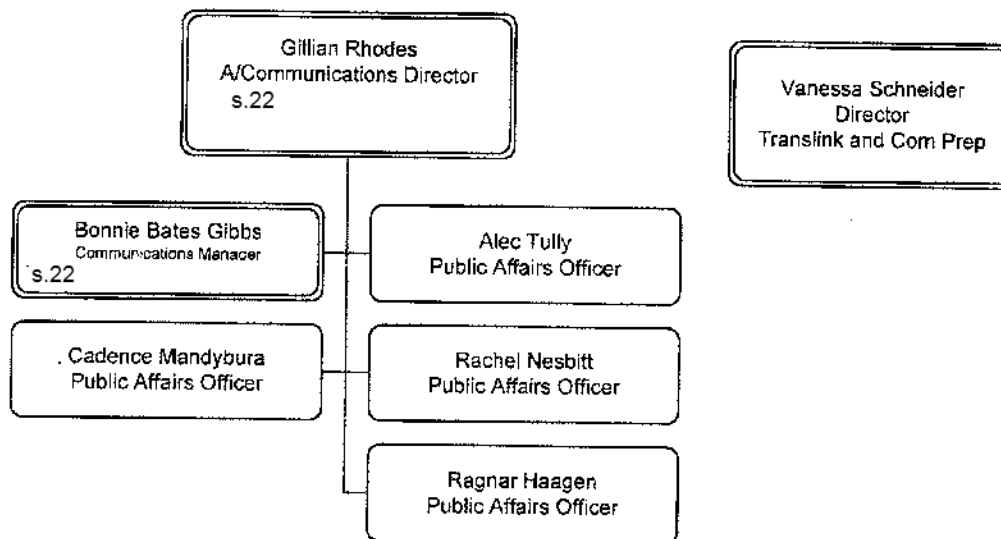 Gillian Rhodes
A/Communications Director
s.22
Vanessa Schneider
Director
Translink and Com Prep
Bonnie Bates Gibbs
Communications Manager
s.22
Alec Tully
Public Affairs Officer
. Cadence Mandybura
Public Affairs Officer
Rachel Nesbitt
Public Affairs Officer
Ragnar Haagen
Public Affairs Officer